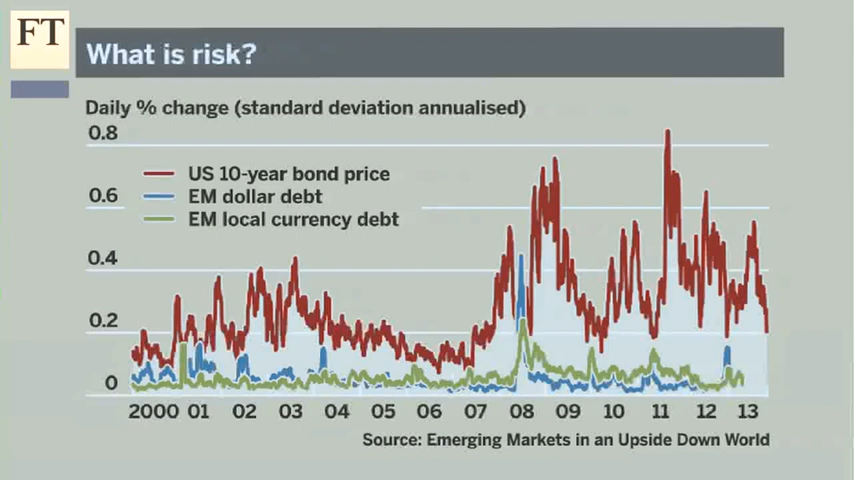 FT
What is risk?
Daily % change (standard deviation annualised)
0.8
US 10-year bond price
0.6
EM dollar debt
EM local currency debt
0.4
0.2
0
2000 01 02 03 04 05 06 07 08 09 10 11 12 13
Source: Emerging Markets in an Upside Down World